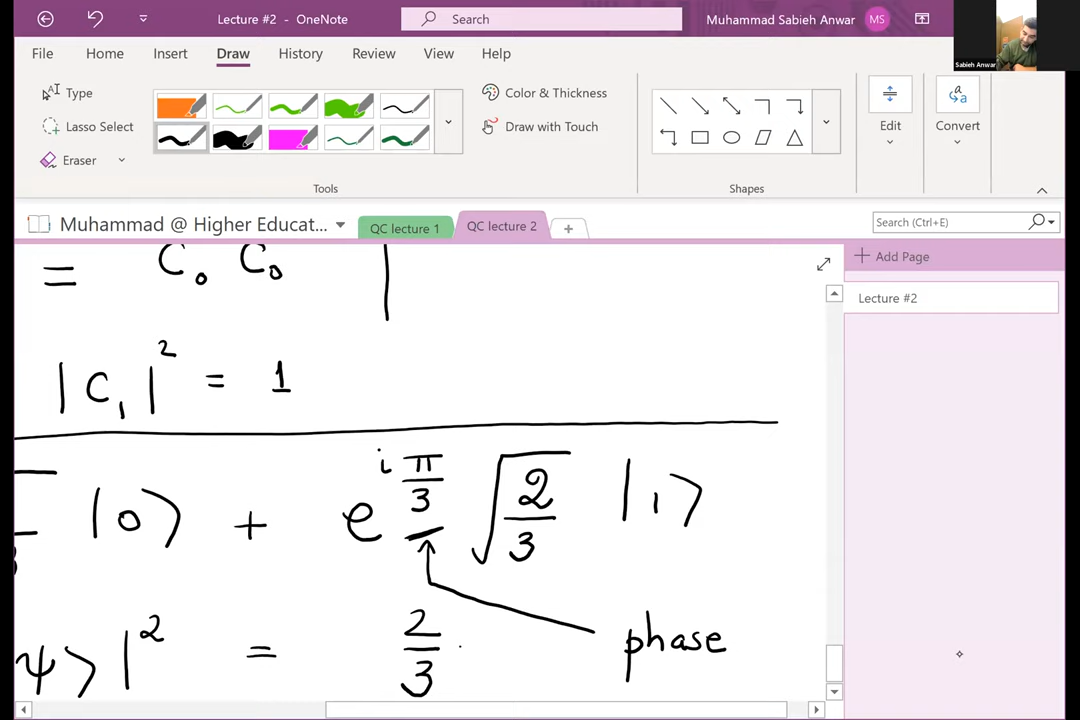 Lecture #2 - OneNote
Search
Muhammad Sabieh Anwar
MS
Sabieh Anwar
File Home Insert Draw History Review View Help
Type
Lasso Select
Eraser
Color & Thickness
Draw with Touch
Edit
Convert
Tools
Shapes
Muhammad @ Higher Educat...
QC lecture 1
QC lecture 2
Search (Ctrl+E)
Add Page
Lecture #2
= C₀ C₀ |
|C₁|² = 1
|0⟩ + e^{i π/3} √(2/3) |1⟩
ψ⟩|² = 2/3
phase